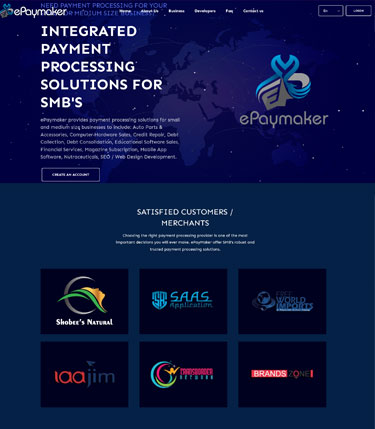 NEED PAYMENT PROCESSING FOR YOUR
OR MEDIUM SIZE BUSINESS?
ePaymaker
Home About Us Business Developers Faq Contact us
En
LOGIN
INTEGRATED
PAYMENT
PROCESSING
SOLUTIONS FOR
SMB'S
ePaymaker provides payment processing solutions for small
and medium size businesses to include: Auto Parts &
Accessories, Computer-Hardware Sales, Credit Repair, Debt
Collection, Debt Consolidation, Educational Software Sales,
Financial Services, Magazine Subscription, Mobile App
Software, Nutraceuticals, SEO / Web Design Development.
CREATE AN ACCOUNT
ePaymaker
SATISFIED CUSTOMERS /
MERCHANTS
Choosing the right payment processing provider is one of the most
important decisions you will ever make. ePaymaker offer SMB's robust and
trusted payment processing solutions.
Shobee's Natural
S.A.A.S
Application
FREE
WORLD
IMPORTS
iaajim
TRANSBORDER
NETWORK
BRANDS ZONE